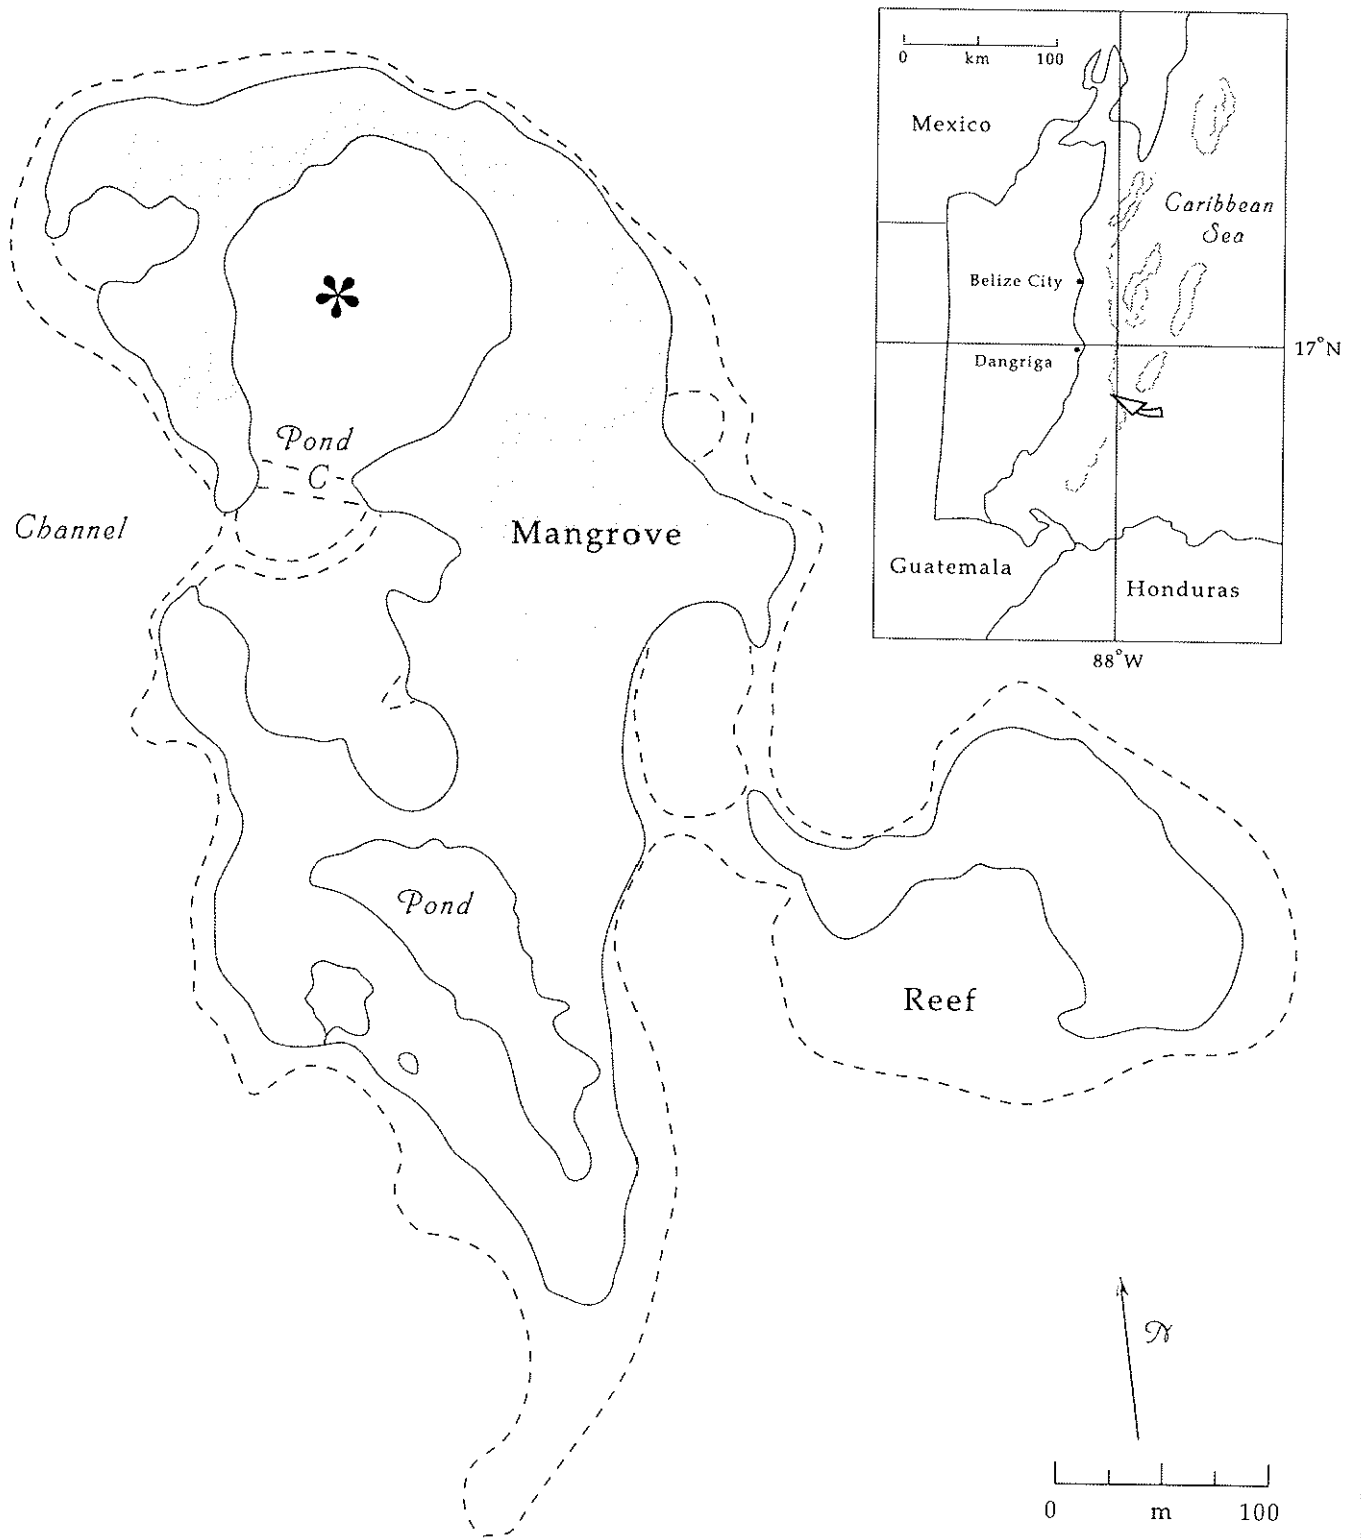 0 km 100
Mexico
Caribbean
Sea
Belize City
17°N
Dangriga
Guatemala
Honduras
88°W
Pond
C
Channel
Mangrove
Pond
Reef
N
0 m 100